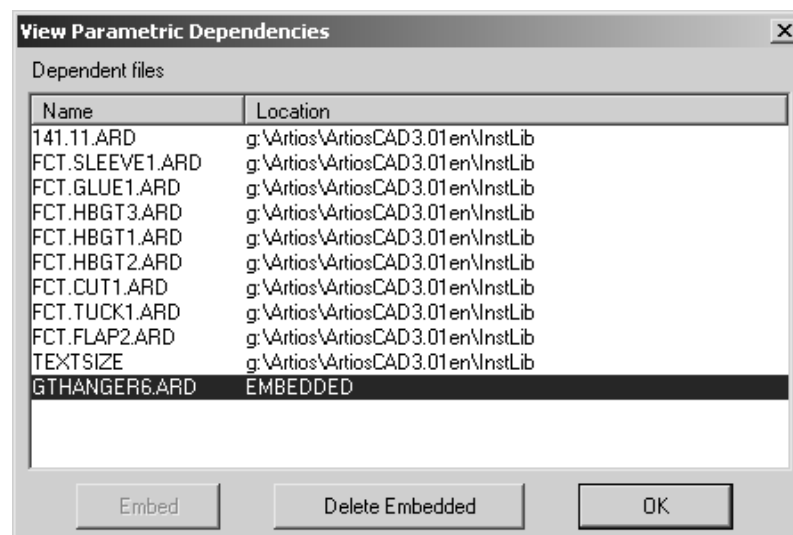 View Parametric Dependencies
Dependent files
Name Location
141.11.ARD g:\Artios\ArtiosCAD3.01en\InstLib
FCT.SLEEVE1.ARD g:\Artios\ArtiosCAD3.01en\InstLib
FCT.GLUE1.ARD g:\Artios\ArtiosCAD3.01en\InstLib
FCT.HBGT3.ARD g:\Artios\ArtiosCAD3.01en\InstLib
FCT.HBGT1.ARD g:\Artios\ArtiosCAD3.01en\InstLib
FCT.HBGT2.ARD g:\Artios\ArtiosCAD3.01en\InstLib
FCT.CUT1.ARD g:\Artios\ArtiosCAD3.01en\InstLib
FCT.TUCK1.ARD g:\Artios\ArtiosCAD3.01en\InstLib
FCT.FLAP2.ARD g:\Artios\ArtiosCAD3.01en\InstLib
TEXTSIZE g:\Artios\ArtiosCAD3.01en\InstLib
GTHANGER6.ARD EMBEDDED
Embed Delete Embedded OK